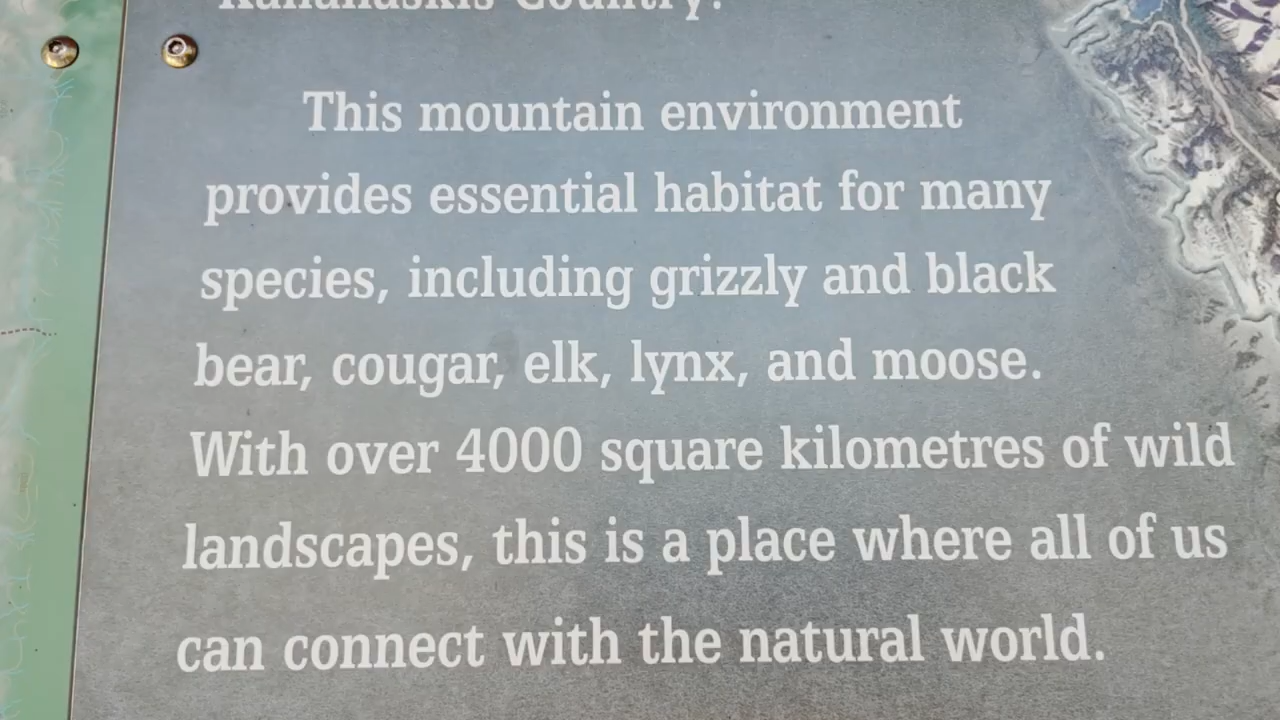 Kananaskis Country.
This mountain environment
provides essential habitat for many
species, including grizzly and black
bear, cougar, elk, lynx, and moose.
With over 4000 square kilometres of wild
landscapes, this is a place where all of us
can connect with the natural world.